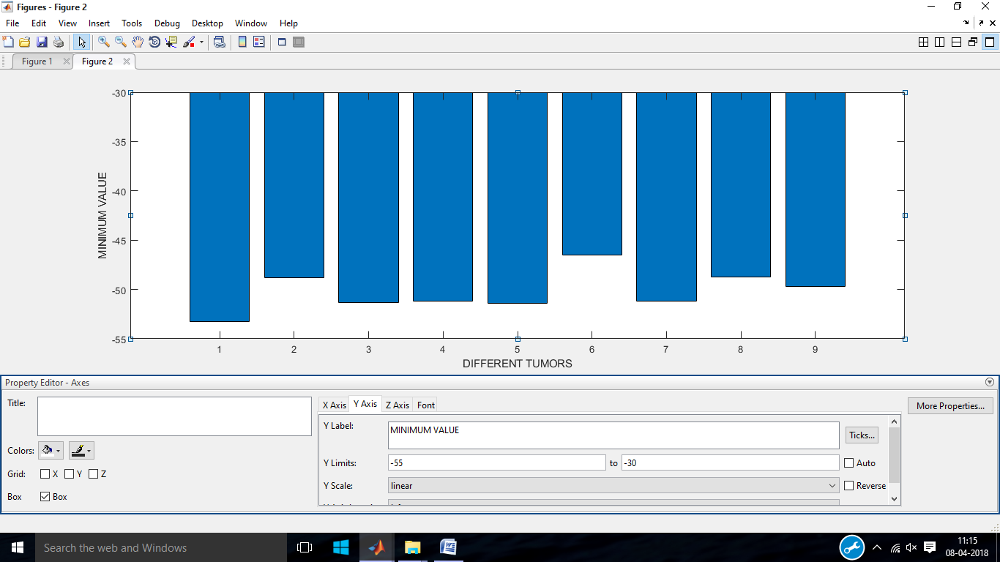 Figures - Figure 2
File Edit View Insert Tools Debug Desktop Window Help
Figure 1 Figure 2
-30
-35
-40
-45
-50
-55
MINIMUM VALUE
1 2 3 4 5 6 7 8 9
DIFFERENT TUMORS
Property Editor - Axes
Title:
Colors:
Grid: X Y Z
Box Box
X Axis Y Axis Z Axis Font
Y Label: MINIMUM VALUE
Ticks...
Y Limits: -55 to -30 Auto
Y Scale: linear Reverse
More Properties...
Search the web and Windows
11:15
08-04-2018